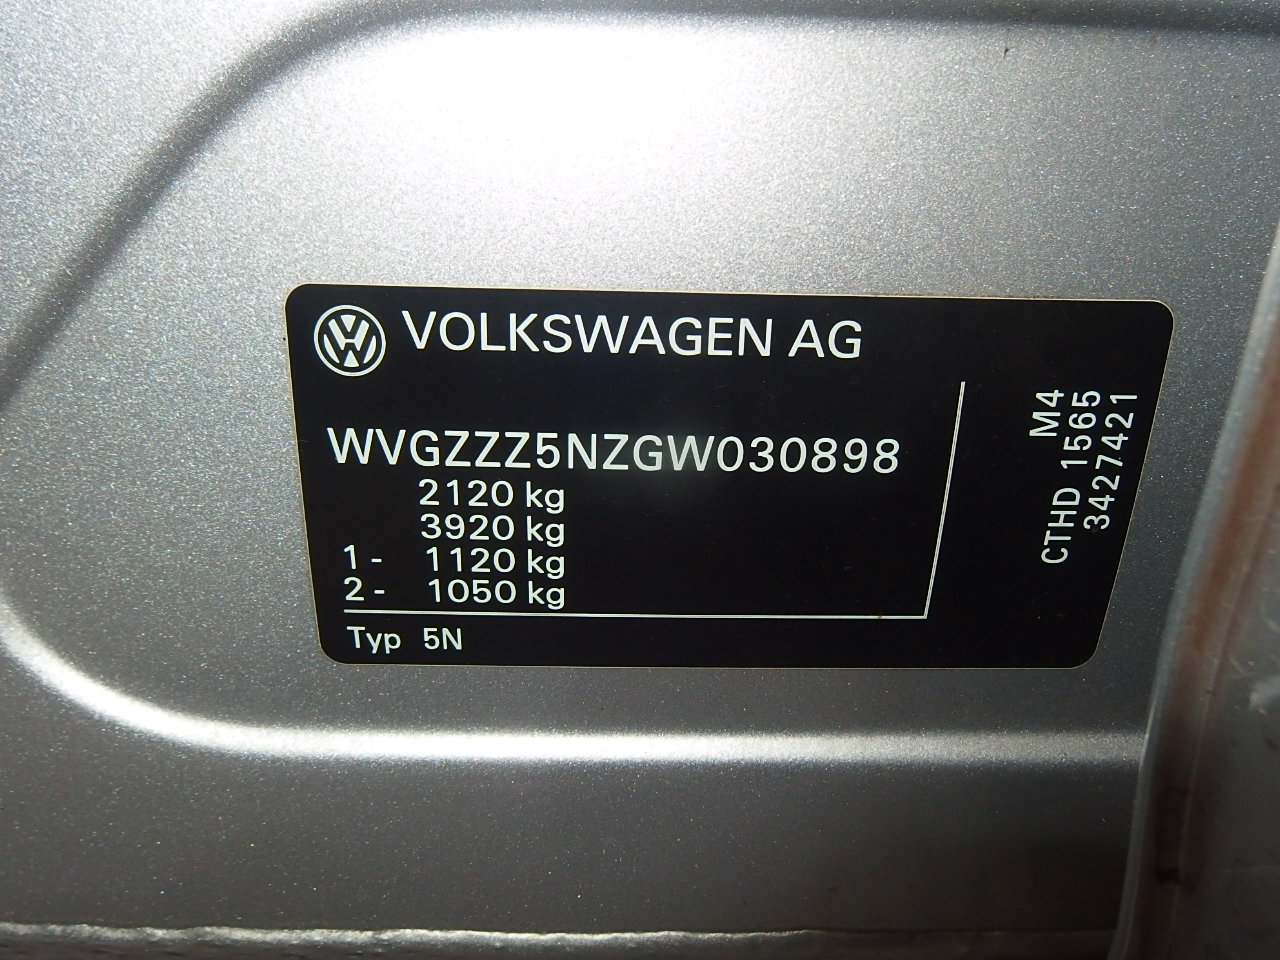 VOLKSWAGEN AG
WVGZZZ5NZGW030898
2120 kg
3920 kg
1 - 1120 kg
2 - 1050 kg
Typ 5N
M4
CTHD 1565
3427421